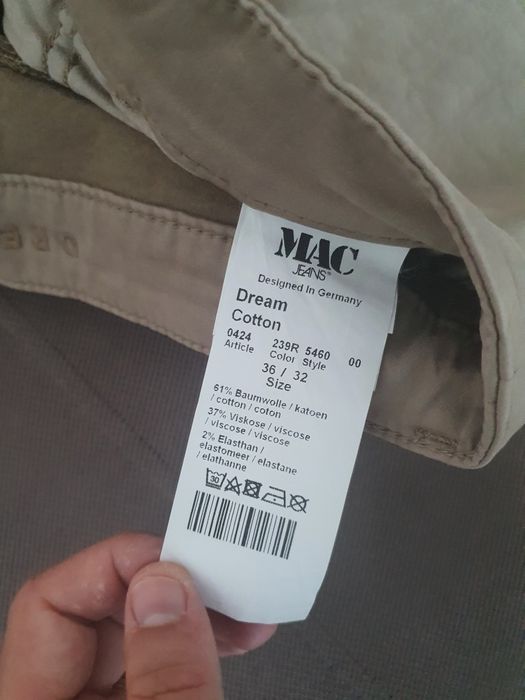 MAC
JEANS®
Designed in Germany
Dream
Cotton
0424 239R 5460 00
Article Color Style
36 / 32
Size
61% Baumwolle / katoen
/ cotton / coton
37% Viskose / viscose
/ viscose / viscose
2% Elasthan /
elastomeer / elastane
/ elathanne
30